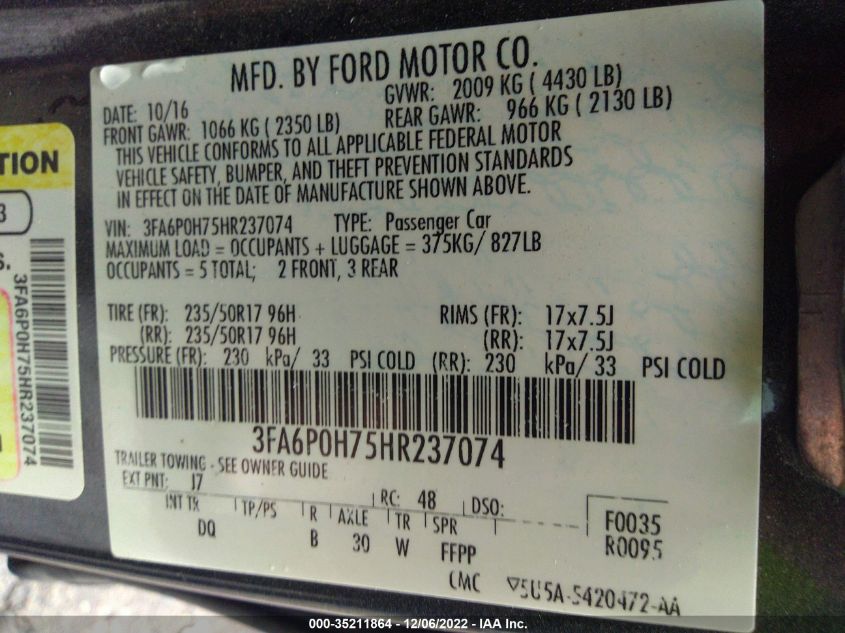 MFD. BY FORD MOTOR CO.
DATE: 10/16 GVWR: 2009 KG ( 4430 LB)
FRONT GAWR: 1066 KG ( 2350 LB) REAR GAWR: 966 KG ( 2130 LB)
THIS VEHICLE CONFORMS TO ALL APPLICABLE FEDERAL MOTOR
VEHICLE SAFETY, BUMPER, AND THEFT PREVENTION STANDARDS
IN EFFECT ON THE DATE OF MANUFACTURE SHOWN ABOVE.
VIN: 3FA6P0H75HR237074 TYPE: Passenger Car
MAXIMUM LOAD = OCCUPANTS + LUGGAGE = 375KG/ 827LB
OCCUPANTS = 5 TOTAL; 2 FRONT, 3 REAR
TIRE (FR): 235/50R17 96H RIMS (FR): 17x7.5J
(RR): 235/50R17 96H (RR): 17x7.5J
PRESSURE (FR): 230 kPa/ 33 PSI COLD (RR): 230 kPa/ 33 PSI COLD
3FA6P0H75HR237074
TRAILER TOWING - SEE OWNER GUIDE
EXT PNT: J7 RC: 48 DSO:
INT TR TP/PS R AXLE TR SPR F0035
DQ B 30 W FFPP R0095
CMC 5U5A-5420472-AA
TION
3
S.
3FA6P0H75HR237074
000-35211864 - 12/06/2022 - IAA Inc.